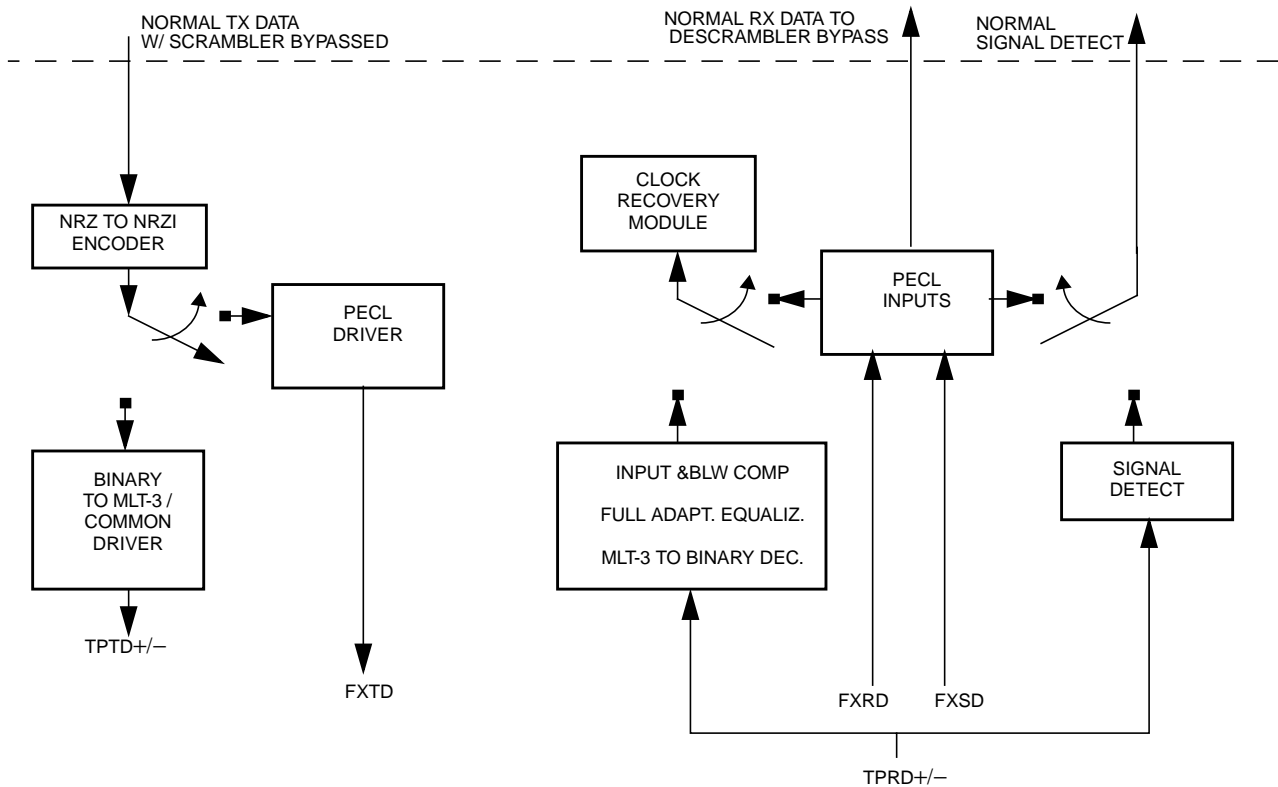 NORMAL TX DATA
W/ SCRAMBLER BYPASSED
NORMAL RX DATA TO
DESCRAMBLER BYPASS
NORMAL
SIGNAL DETECT
NRZ TO NRZI
ENCODER
PECL
DRIVER
BINARY
TO MLT-3 /
COMMON
DRIVER
TPTD+/−
FXTD
CLOCK
RECOVERY
MODULE
PECL
INPUTS
INPUT &BLW COMP
FULL ADAPT. EQUALIZ.
MLT-3 TO BINARY DEC.
SIGNAL
DETECT
FXRD
FXSD
TPRD+/−